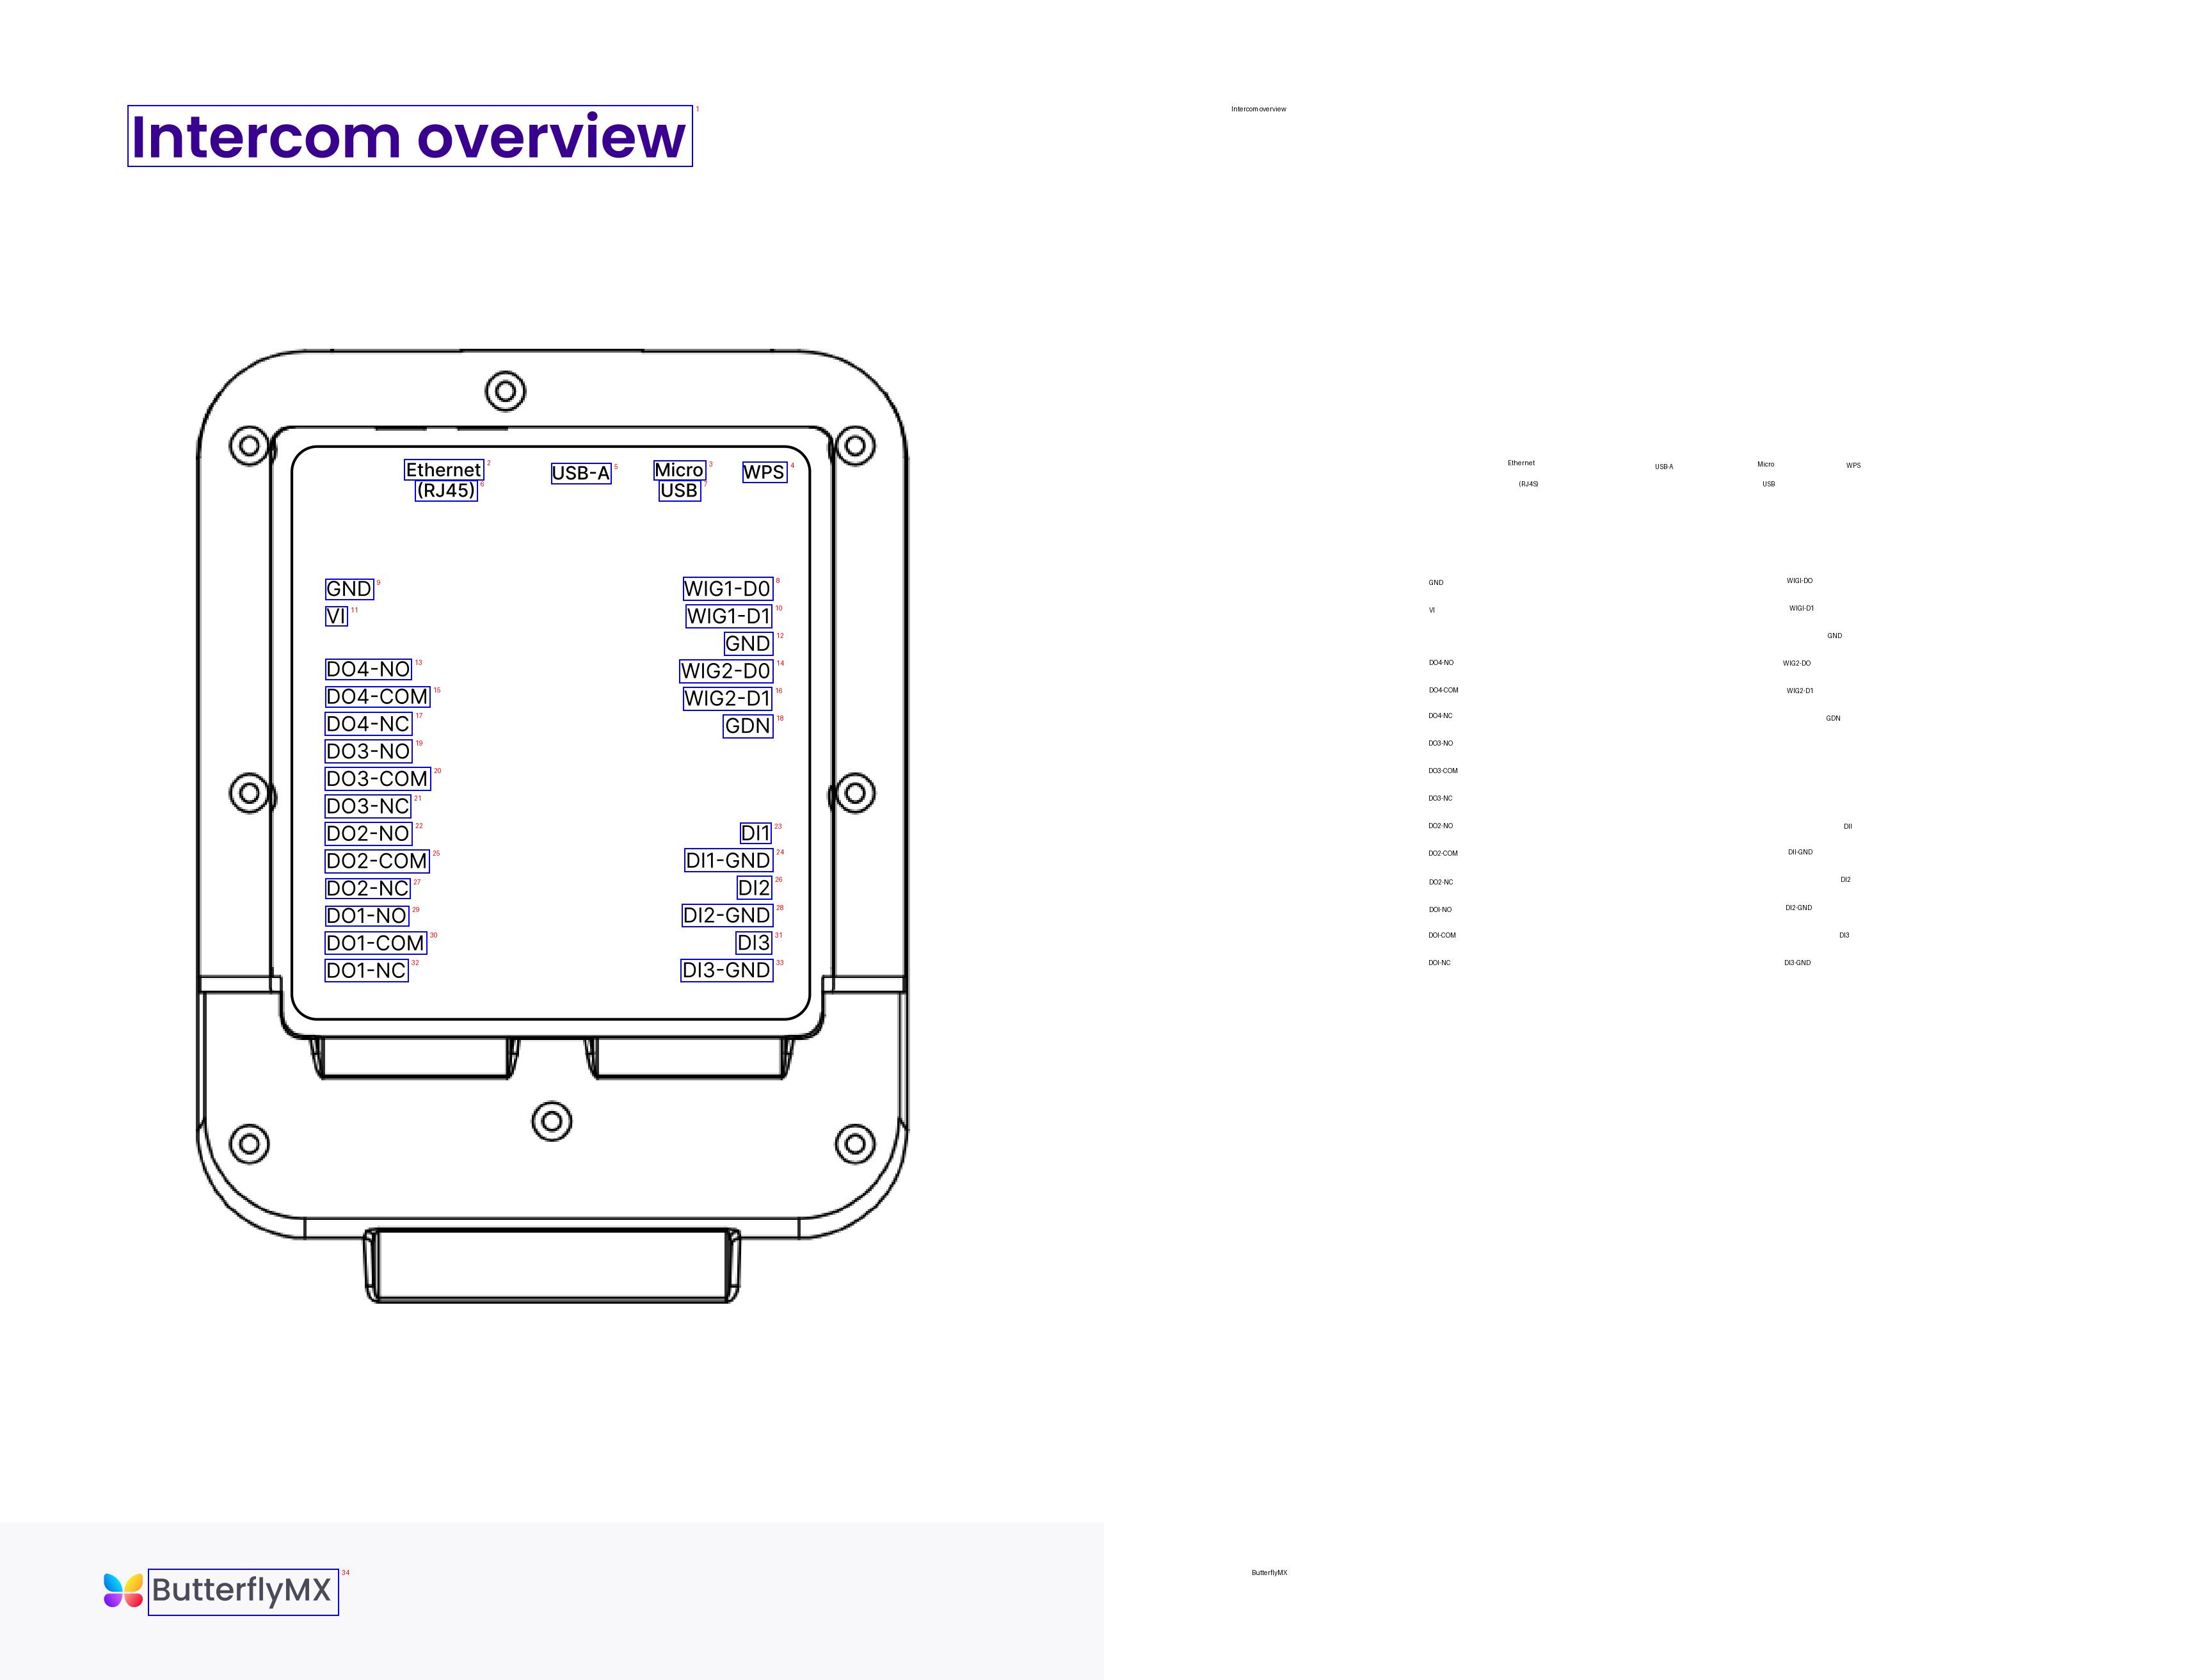 Intercom overview 1
Ethernet 2
(RJ45) 6
USB-A 5
Micro 3
USB 7
WPS 4
GND 9
VI 11
DO4-NO 13
DO4-COM 15
DO4-NC 17
DO3-NO 19
DO3-COM 20
DO3-NC 21
DO2-NO 22
DO2-COM 25
DO2-NC 27
DO1-NO 29
DO1-COM 30
DO1-NC 32
WIG1-D0 8
WIG1-D1 10
GND 12
WIG2-D0 14
WIG2-D1 16
GDN 18
DI1 23
DI1-GND 24
DI2 26
DI2-GND 28
DI3 31
DI3-GND 33
ButterflyMX 34
Intercom overview
Ethernet
(RJ45)
USB-A
Micro
USB
WPS
GND
VI
DO4-NO
DO4-COM
DO4-NC
DO3-NO
DO3-COM
DO3-NC
DO2-NO
DO2-COM
DO2-NC
DOI-NO
DOI-COM
DOI-NC
WIGI-DO
WIGI-D1
GND
WIG2-DO
WIG2-D1
GDN
DII
DII-GND
DI2
DI2-GND
DI3
DI3-GND
ButterflyMX